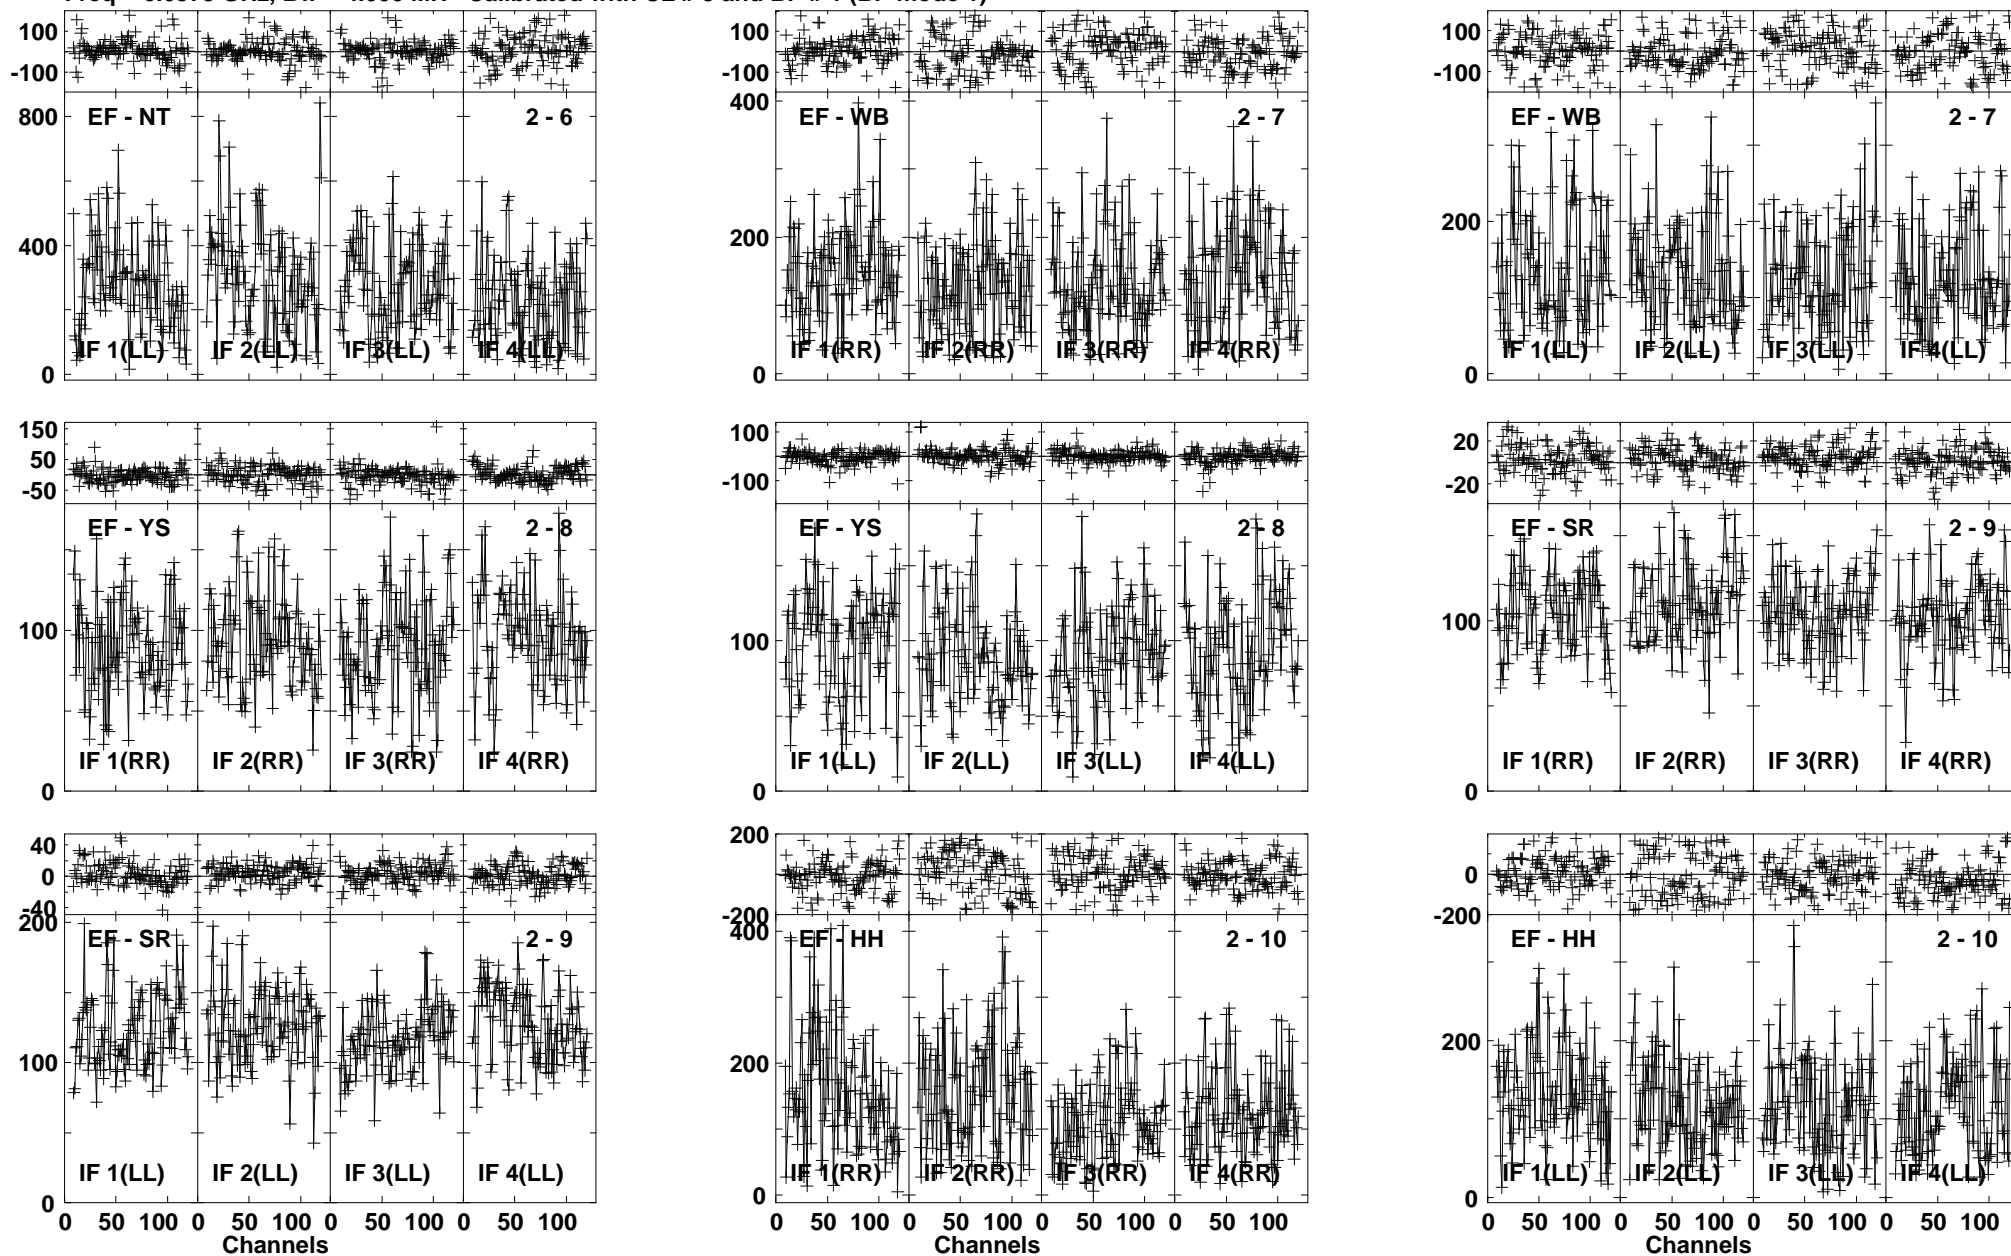 100
-100
800
400
0
EF - NT
2 - 6
IF 1(LL) IF 2(LL) IF 3(LL) IF 4(LL)
100
-100
400
200
0
EF - WB
2 - 7
IF 1(RR) IF 2(RR) IF 3(RR) IF 4(RR)
100
-100
200
0
EF - WB
2 - 7
IF 1(LL) IF 2(LL) IF 3(LL) IF 4(LL)
150
50
-50
100
0
EF - YS
2 - 8
IF 1(RR) IF 2(RR) IF 3(RR) IF 4(RR)
100
-100
100
0
EF - YS
2 - 8
IF 1(LL) IF 2(LL) IF 3(LL) IF 4(LL)
20
-20
100
0
EF - SR
2 - 9
IF 1(RR) IF 2(RR) IF 3(RR) IF 4(RR)
40
0
-40
200
100
0
EF - SR
2 - 9
IF 1(LL) IF 2(LL) IF 3(LL) IF 4(LL)
0 50 100 0 50 100 0 50 100 0 50 100
Channels
200
-200
400
200
0
EF - HH
2 - 10
IF 1(RR) IF 2(RR) IF 3(RR) IF 4(RR)
0 50 100 0 50 100 0 50 100 0 50 100
Channels
0
-200
200
0
EF - HH
2 - 10
IF 1(LL) IF 2(LL) IF 3(LL) IF 4(LL)
0 50 100 0 50 100 0 50 100 0 50 100
Channels